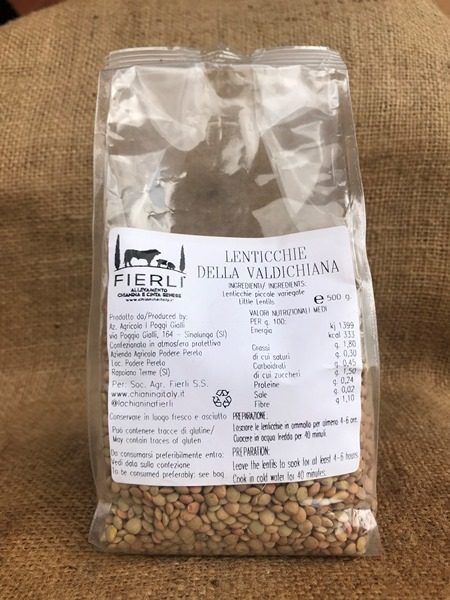 FIERLI
ALLEVAMENTO
CHIANINA E CINTA SENESE
www.chianinaitaly.it
LENTICCHIE
DELLA VALDICHIANA
INGREDIENTI/ INGREDIENTS:
Lenticchie piccole variegate
Little Lentils
e 500 g.
VALORI NUTRIZIONALI MEDI
PER g. 100:
Energia kj 1399
kcal 333
Grassi g. 1,80
di cui saturi g. 0,30
Carboidrati g. 0,45
di cui zuccheri g. 1,50
Proteine g. 0,24
Sale g. 0,02
Fibre g. 1,10
Prodotto da/Produced by:
Az. Agricola I Poggi Gialli
via Poggio Gialli, 164 - Sinalunga (SI)
Confezionato in atmosfera protettiva
Azienda Agricola Podere Pereto
Loc. Podere Pereto
Rapolano Terme (SI)
Per: Soc. Agr. Fierli S.S.
www.chianinaitaly.it
@lachianinafierli
Conservare in luogo fresco e asciutto
Può contenere tracce di glutine/
May contain traces of gluten
Da consumarsi preferibilmente entro:
Vedi data sulla confezione
To be consumed preferably: see bag
PREPARAZIONE:
Lasciare le lenticchie in ammollo per almeno 4-6 ore.
Cuocere in acqua fredda per 40 minuti.
PREPARATION:
Leave the lentils to soak for at least 4-6 hours.
Cook in cold water for 40 minutes.